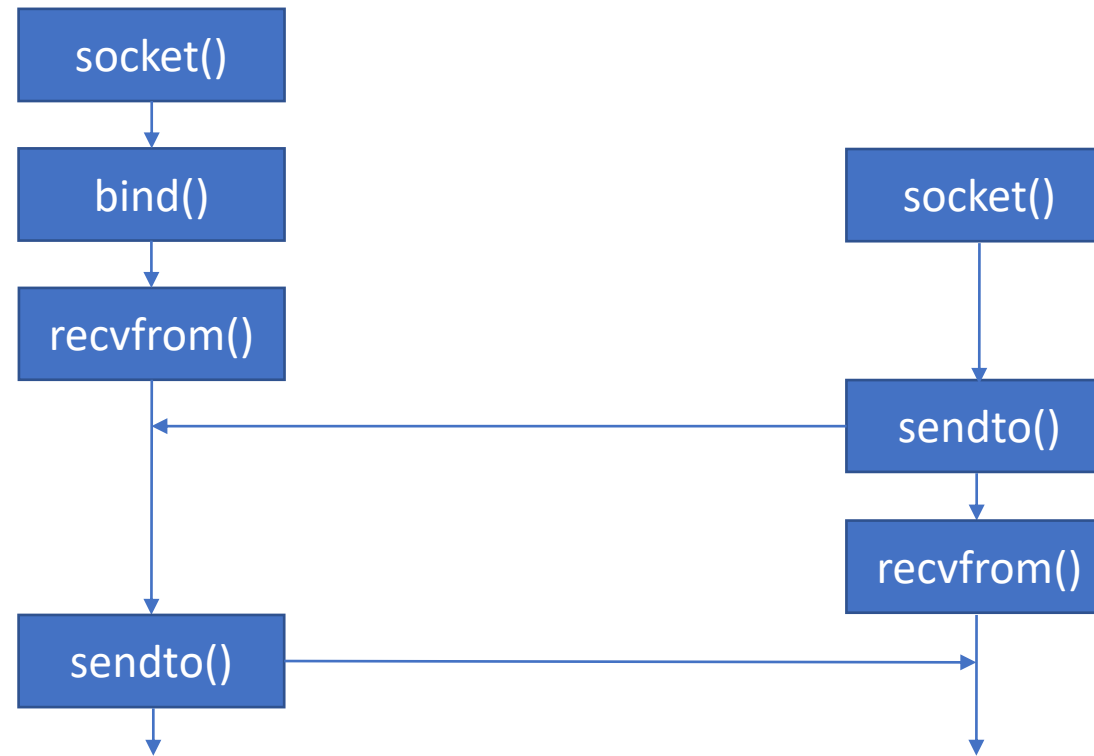 socket()
bind()
socket()
recvfrom()
sendto()
recvfrom()
sendto()